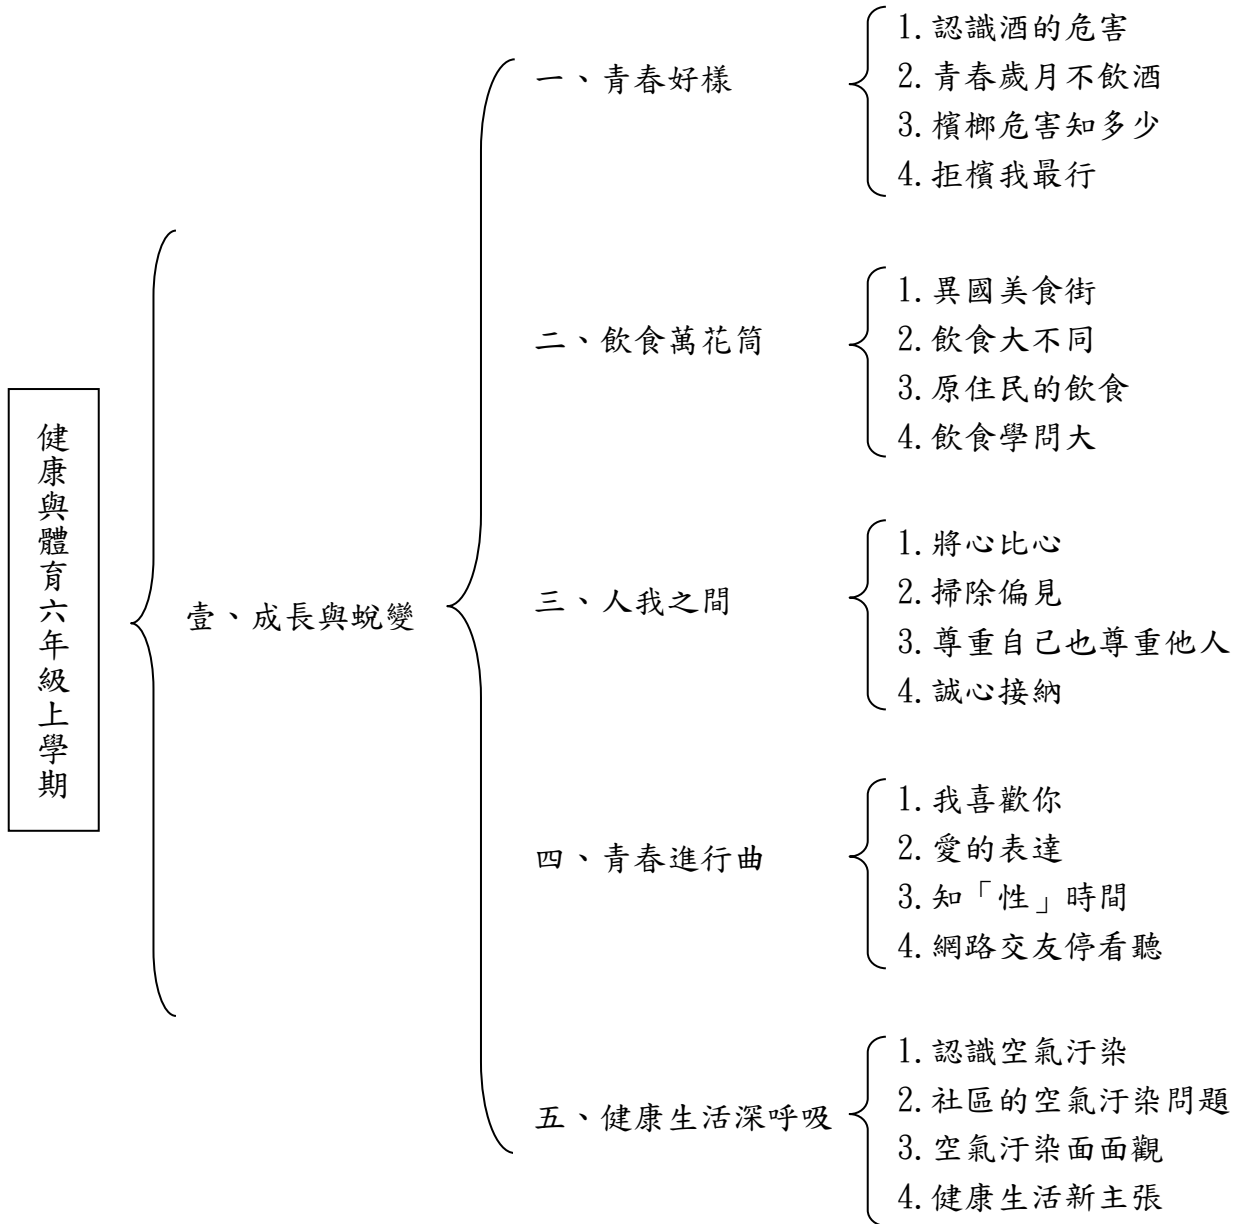 健康與體育六年級上學期
壹、成長與蛻變
一、青春好樣
1.認識酒的危害
2.青春歲月不飲酒
3.檳榔危害知多少
4.拒檳我最行
二、飲食萬花筒
1.異國美食街
2.飲食大不同
3.原住民的飲食
4.飲食學問大
三、人我之間
1.將心比心
2.掃除偏見
3.尊重自己也尊重他人
4.誠心接納
四、青春進行曲
1.我喜歡你
2.愛的表達
3.知「性」時間
4.網路交友停看聽
五、健康生活深呼吸
1.認識空氣汙染
2.社區的空氣汙染問題
3.空氣汙染面面觀
4.健康生活新主張